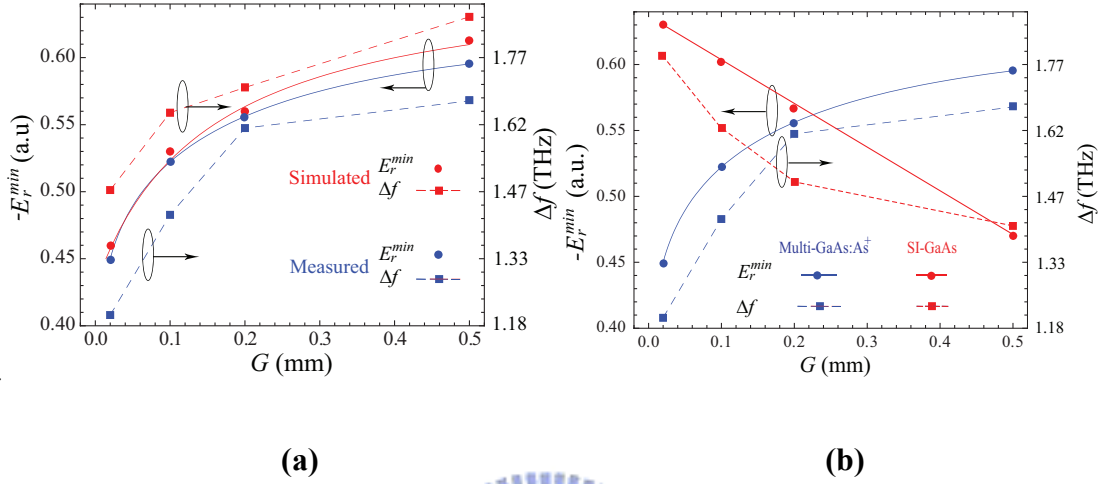 -E_r^min (a.u)
0.60
0.55
0.50
0.45
0.40
0.0 0.1 0.2 0.3 0.4 0.5
G (mm)
1.77
1.62
1.47
1.33
1.18
Δf (THz)
Simulated
E_r^min
Δf
Measured
E_r^min
Δf
(a)
-E_r^min (a.u.)
0.60
0.55
0.50
0.45
0.40
0.0 0.1 0.2 0.3 0.4 0.5
G (mm)
1.77
1.62
1.47
1.33
1.18
Δf (THz)
Multi-GaAs:As⁺ SI-GaAs
E_r^min
Δf
(b)